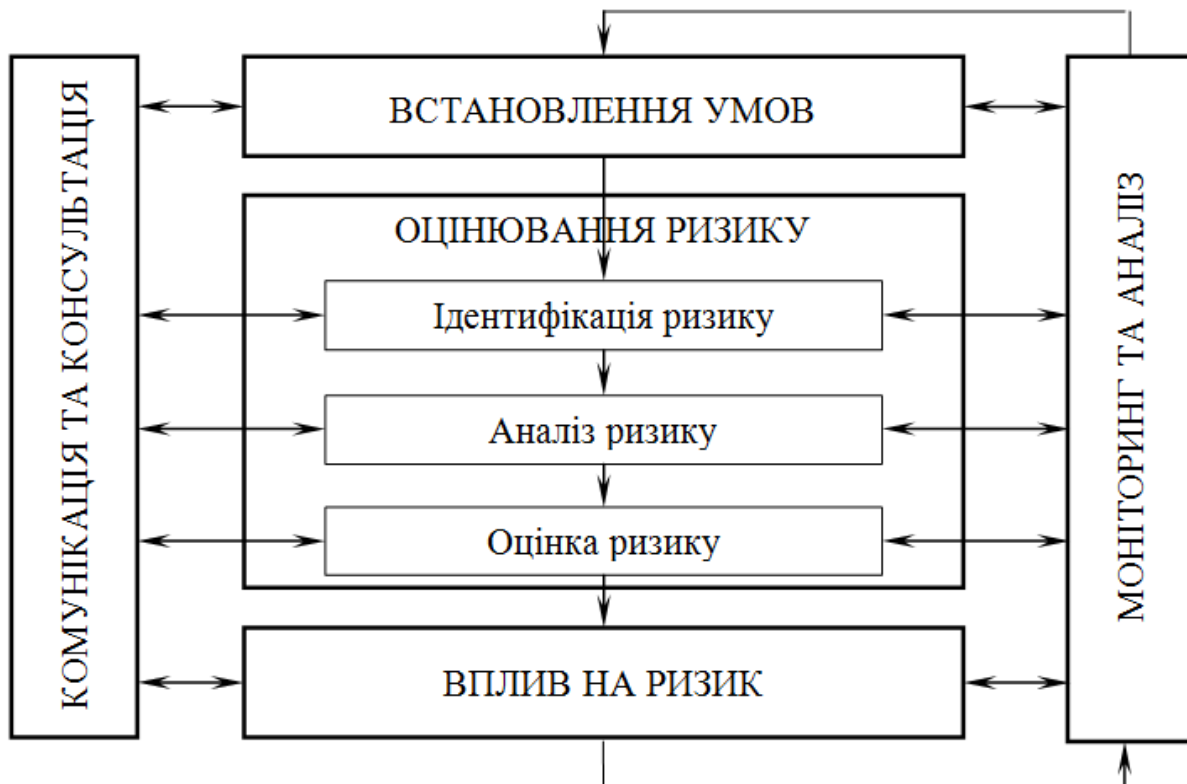 КОМУНІКАЦІЯ ТА КОНСУЛЬТАЦІЯ
ВСТАНОВЛЕННЯ УМОВ
ОЦІНЮВАННЯ РИЗИКУ
Ідентифікація ризику
Аналіз ризику
Оцінка ризику
ВПЛИВ НА РИЗИК
МОНІТОРИНГ ТА АНАЛІЗ